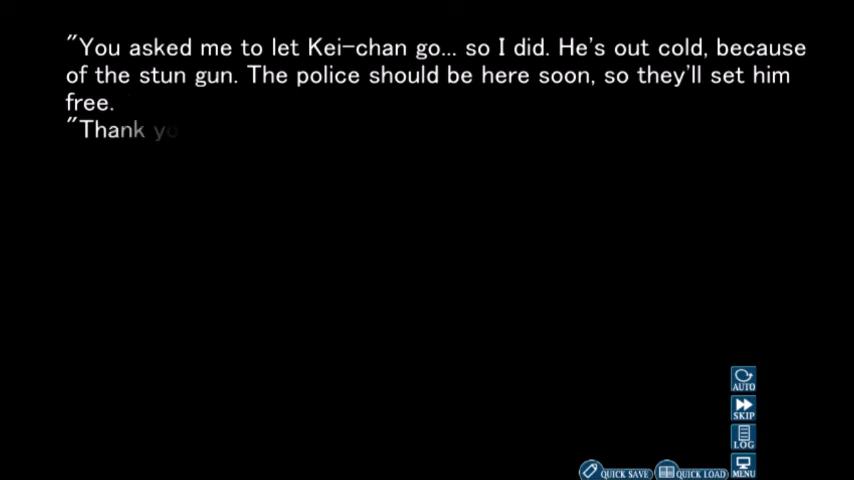 "You asked me to let Kei-chan go... so I did. He's out cold, because
of the stun gun. The police should be here soon, so they'll set him
free.
"Thank yo
AUTO
SKIP
LOG
MENU
QUICK SAVE
QUICK LOAD